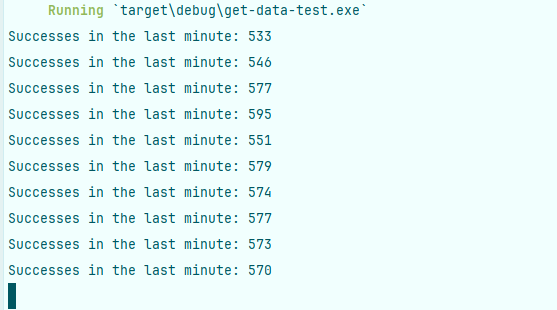 Running `target\debug\get-data-test.exe`
Successes in the last minute: 533
Successes in the last minute: 546
Successes in the last minute: 577
Successes in the last minute: 595
Successes in the last minute: 551
Successes in the last minute: 579
Successes in the last minute: 574
Successes in the last minute: 577
Successes in the last minute: 573
Successes in the last minute: 570